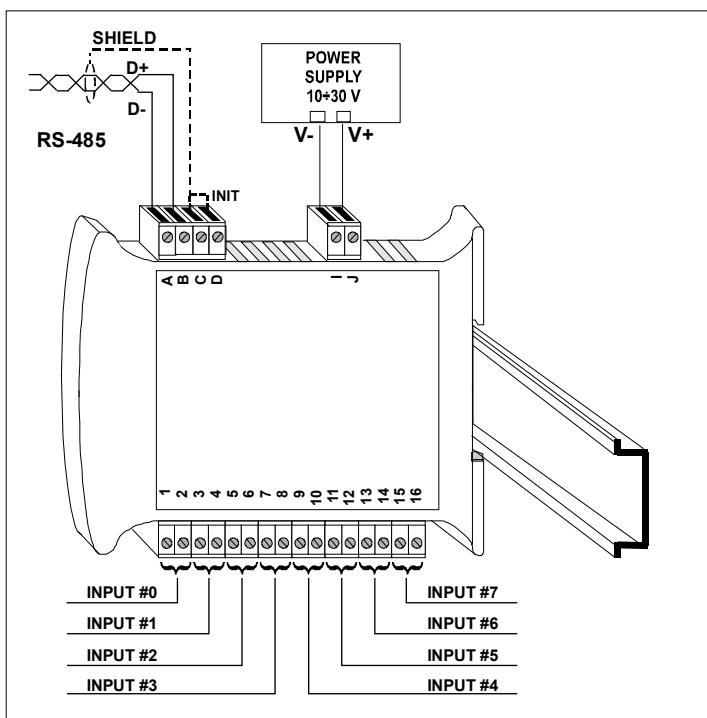 SHIELD
D+
D-
RS-485
INIT
POWER
SUPPLY
10÷30 V
V-
V+
A
B
C
D
I
J
1
2
3
4
5
6
7
8
9
10
11
12
13
14
15
16
INPUT #0
INPUT #1
INPUT #2
INPUT #3
INPUT #7
INPUT #6
INPUT #5
INPUT #4